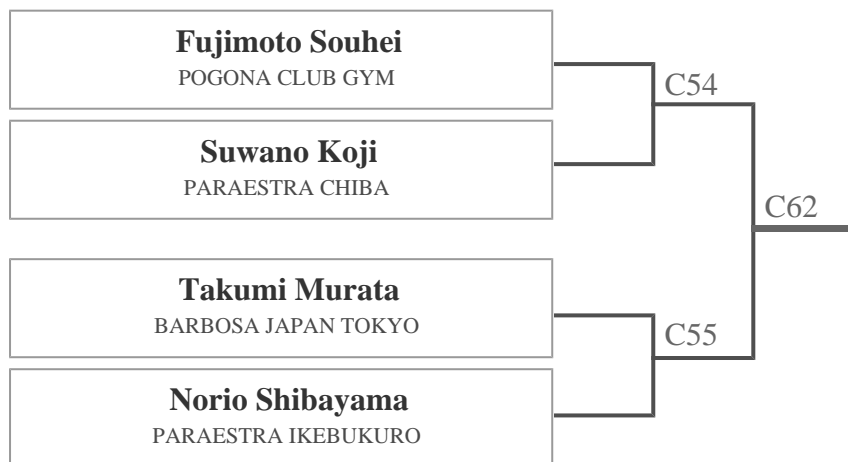 Fujimoto Souhei
POGONA CLUB GYM
C54
Suwano Koji
PARAESTRA CHIBA
C62
Takumi Murata
BARBOSA JAPAN TOKYO
C55
Norio Shibayama
PARAESTRA IKEBUKURO